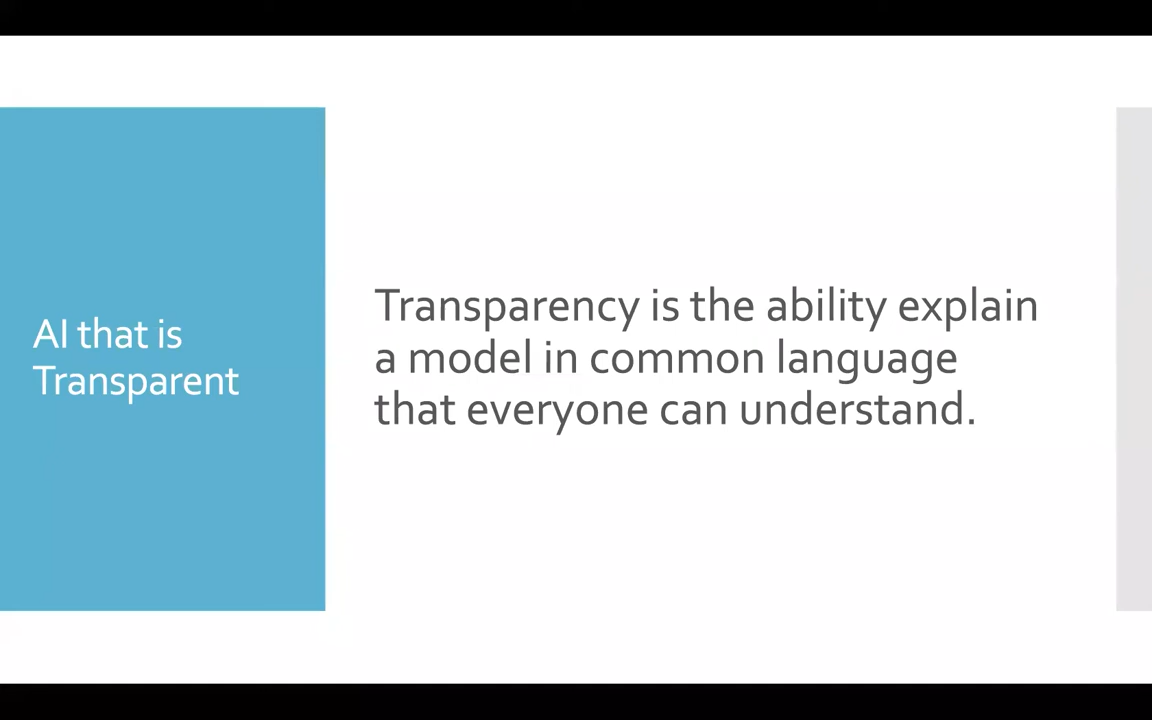 AI that is
Transparent
Transparency is the ability explain
a model in common language
that everyone can understand.